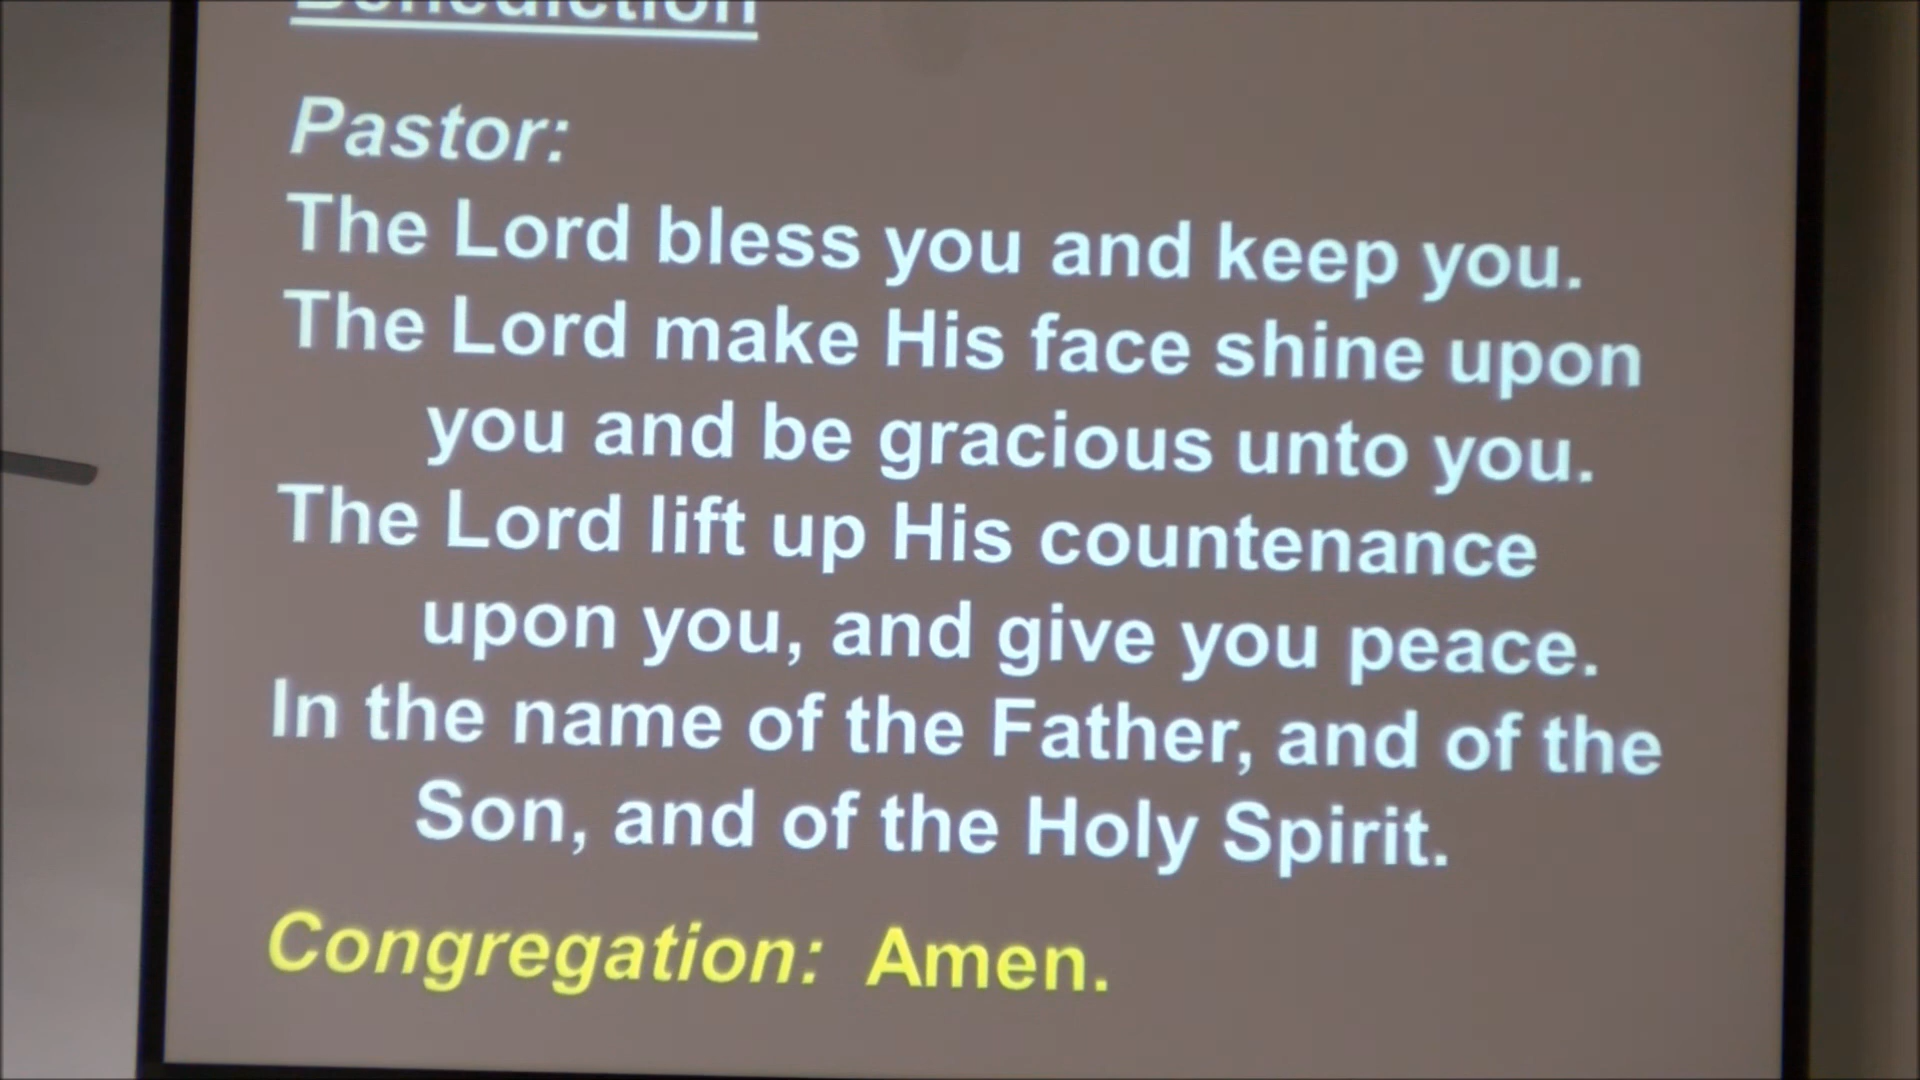 Benediction
Pastor:
The Lord bless you and keep you.
The Lord make His face shine upon
you and be gracious unto you.
The Lord lift up His countenance
upon you, and give you peace.
In the name of the Father, and of the
Son, and of the Holy Spirit.
Congregation: Amen.